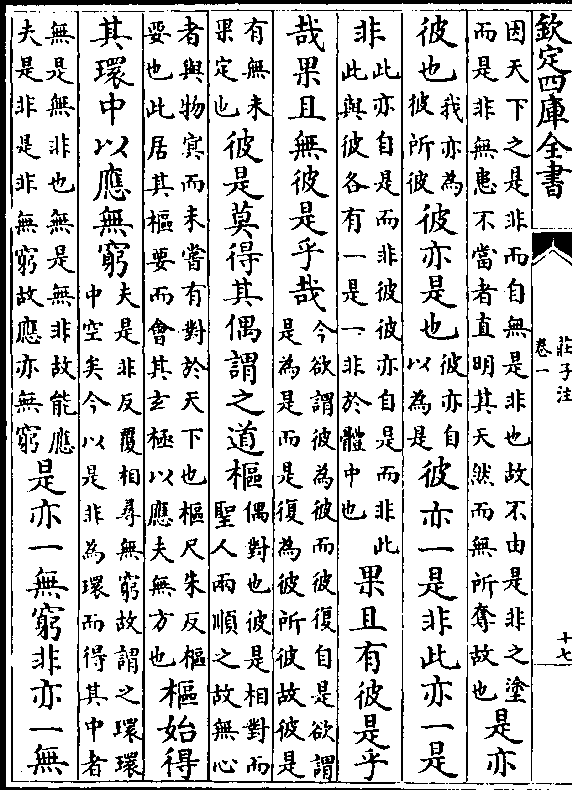 欽定四庫全書
莊子注
卷一
十七
因天下之是非而自無是非也故不由是非之塗
而是非無患不當者直明其天然而無所奪故也
是亦
彼也
我亦為
彼所彼
彼亦是也
彼亦自
以為是
彼亦一是非此亦一是
非
此亦自是而非彼彼亦自是而非此
此與彼各有一是一非於體中也
果且有彼是乎
哉果且無彼是乎哉
今欲謂彼為彼而彼復自是欲謂
是為是而是復為彼所彼故彼是
有無未
果定也
彼是莫得其偶謂之道樞
偶對也彼是相對而
聖人兩順之故無心
者與物冥而未嘗有對於天下也樞尺朱反樞
要也此居其樞要而會其玄極以應夫無方也
樞始得
其環中以應無窮
夫是非反覆相尋無窮故謂之環環
中空矣今以是非為環而得其中者
無是無非也無是無非故能應
夫是非是非無窮故應亦無窮
是亦一無窮非亦一無